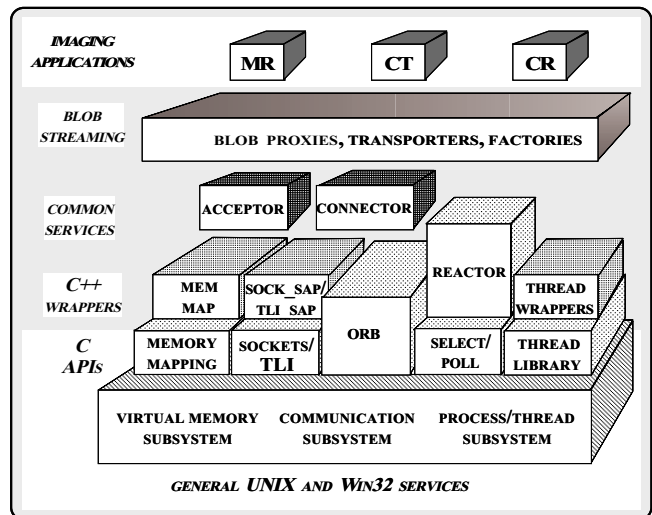 IMAGING
APPLICATIONS
MR
CT
CR
BLOB
STREAMING
BLOB PROXIES, TRANSPORTERS, FACTORIES
COMMON
SERVICES
ACCEPTOR
CONNECTOR
REACTOR
C++
WRAPPERS
MEM
MAP
SOCK_SAP/
TLI_SAP
ORB
THREAD
WRAPPERS
C
APIs
MEMORY
MAPPING
SOCKETS/
TLI
SELECT/
POLL
THREAD
LIBRARY
VIRTUAL MEMORY
SUBSYSTEM
COMMUNICATION
SUBSYSTEM
PROCESS/THREAD
SUBSYSTEM
GENERAL UNIX AND WIN32 SERVICES